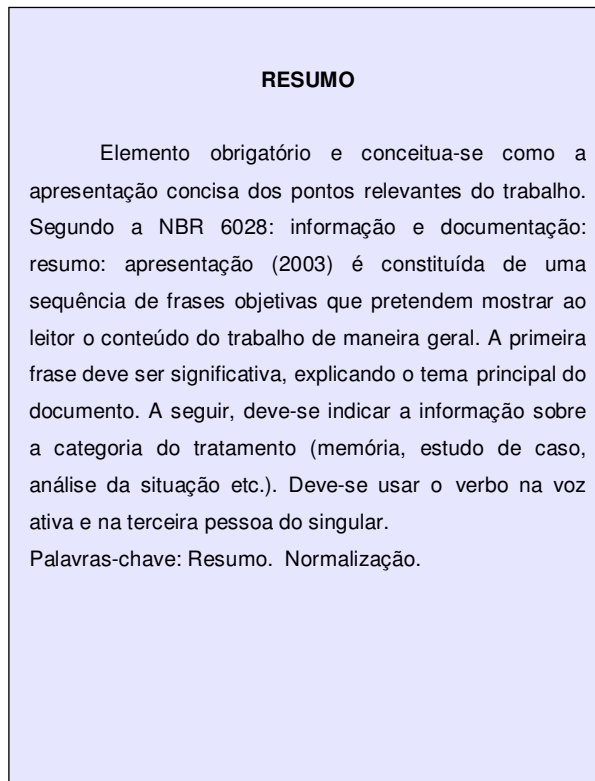 RESUMO
Elemento obrigatório e conceitua-se como a
apresentação concisa dos pontos relevantes do trabalho.
Segundo a NBR 6028: informação e documentação:
resumo: apresentação (2003) é constituída de uma
sequência de frases objetivas que pretendem mostrar ao
leitor o conteúdo do trabalho de maneira geral. A primeira
frase deve ser significativa, explicando o tema principal do
documento. A seguir, deve-se indicar a informação sobre
a categoria do tratamento (memória, estudo de caso,
análise da situação etc.). Deve-se usar o verbo na voz
ativa e na terceira pessoa do singular.
Palavras-chave: Resumo. Normalização.